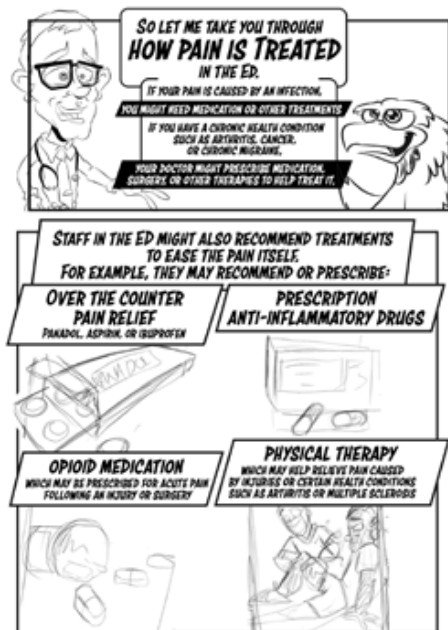 SO LET ME TAKE YOU THROUGH
HOW PAIN IS TREATED
IN THE ED.
IF YOUR PAIN IS CAUSED BY AN INFECTION,
YOU MIGHT NEED MEDICATION OR OTHER TREATMENTS
IF YOU HAVE A CHRONIC HEALTH CONDITION
SUCH AS ARTHRITIS, CANCER,
OR CHRONIC MIGRAINE,
YOUR DOCTOR MIGHT PRESCRIBE MEDICATION,
SURGERY, OR OTHER THERAPIES TO HELP TREAT IT.
STAFF IN THE ED MIGHT ALSO RECOMMEND TREATMENTS
TO EASE THE PAIN ITSELF.
FOR EXAMPLE, THEY MAY RECOMMEND OR PRESCRIBE:
OVER THE COUNTER
PAIN RELIEF
PANADOL, ASPIRIN, OR IBUPROFEN
PRESCRIPTION
ANTI-INFLAMMATORY DRUGS
PANADOL
OPIOID MEDICATION
WHICH MAY BE PRESCRIBED FOR ACUTE PAIN
FOLLOWING AN INJURY OR SURGERY
PHYSICAL THERAPY
WHICH MAY HELP RELIEVE PAIN CAUSED
BY INJURIES OR CERTAIN HEALTH CONDITIONS
SUCH AS ARTHRITIS OR MULTIPLE SCLEROSIS